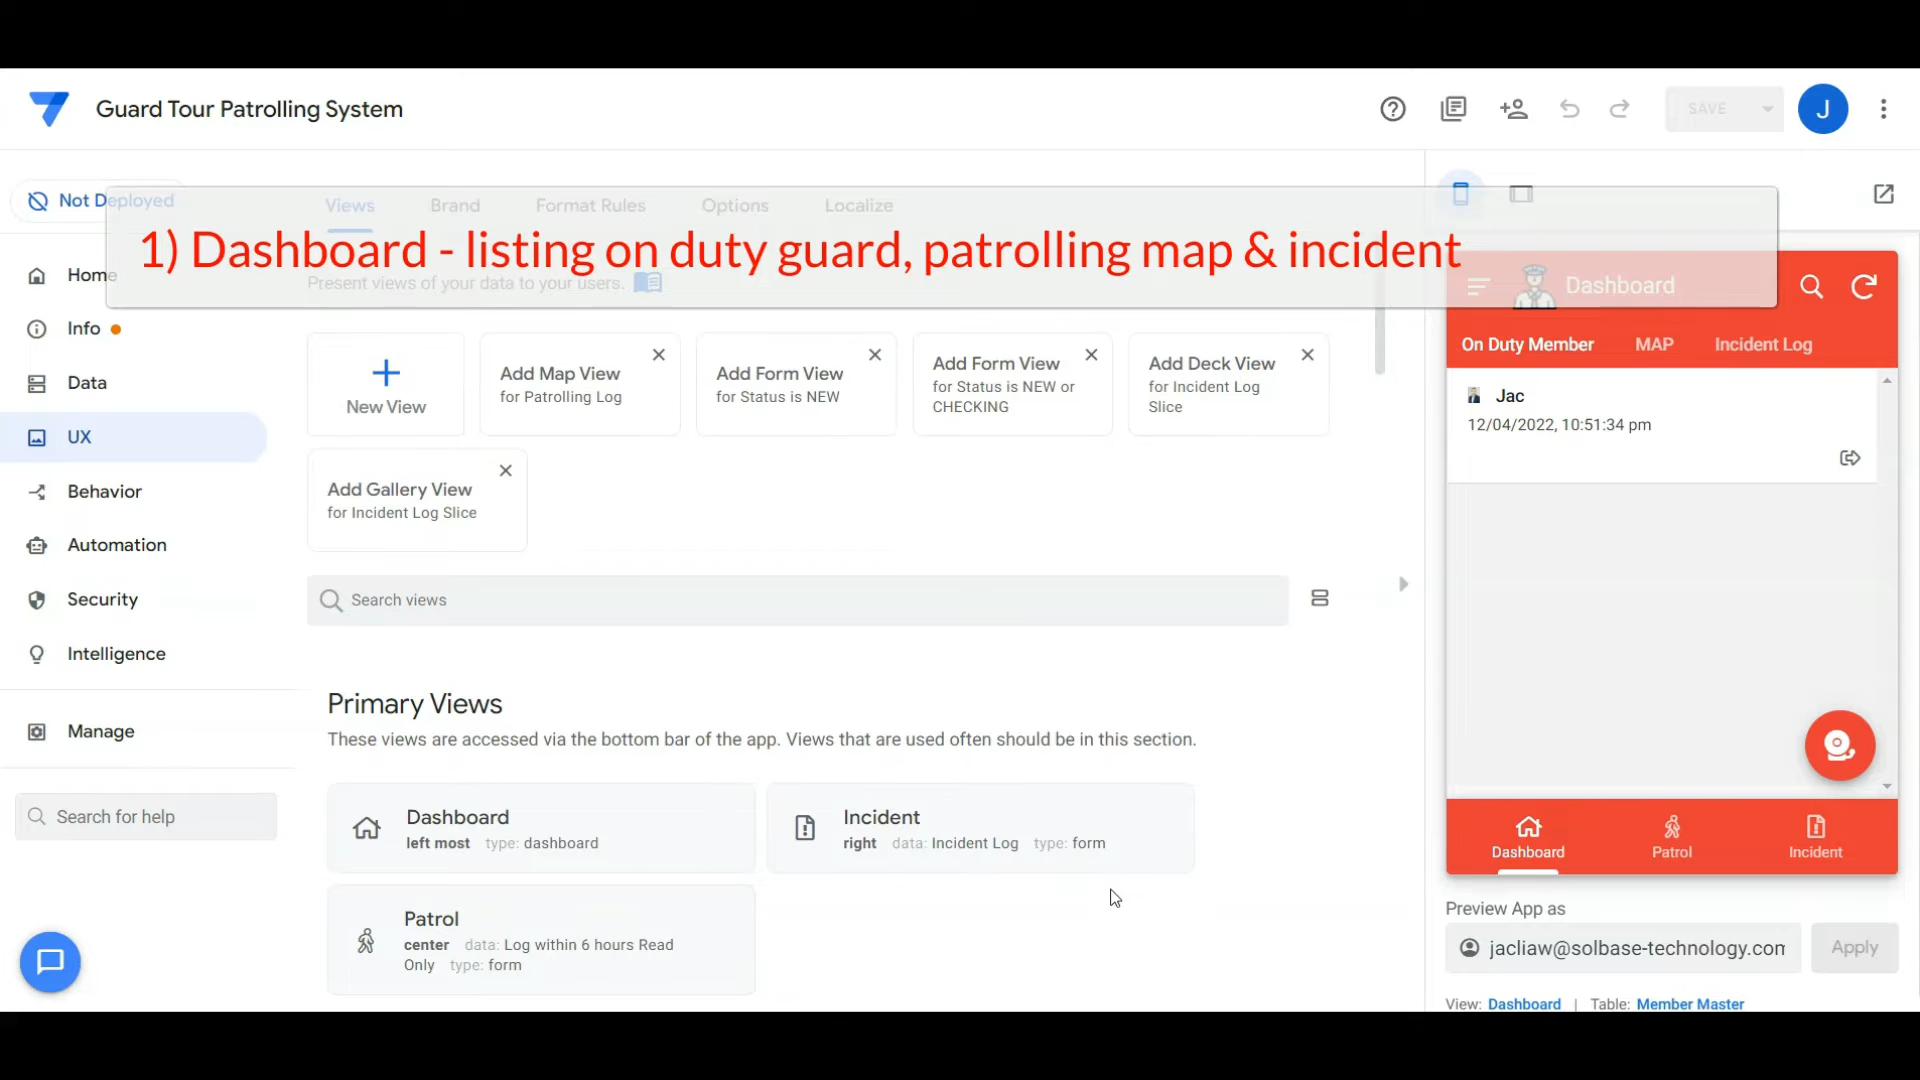 Guard Tour Patrolling System
SAVE
J
Not Deployed
Views
Brand
Format Rules
Options
Localize
1) Dashboard - listing on duty guard, patrolling map & incident
Present views of your data to your users.
Home
Info
Data
UX
Behavior
Automation
Security
Intelligence
Manage
Search for help
New View
Add Map View
for Patrolling Log
Add Form View
for Status is NEW
Add Form View
for Status is NEW or
CHECKING
Add Deck View
for Incident Log
Slice
Add Gallery View
for Incident Log Slice
Search views
Primary Views
These views are accessed via the bottom bar of the app. Views that are used often should be in this section.
Dashboard
left most type: dashboard
Incident
right data: Incident Log type: form
Patrol
center data: Log within 6 hours Read
Only type: form
Dashboard
On Duty Member
MAP
Incident Log
Jac
12/04/2022, 10:51:34 pm
Dashboard
Patrol
Incident
Preview App as
jacliaw@solbase-technology.com
Apply
View: Dashboard | Table: Member Master